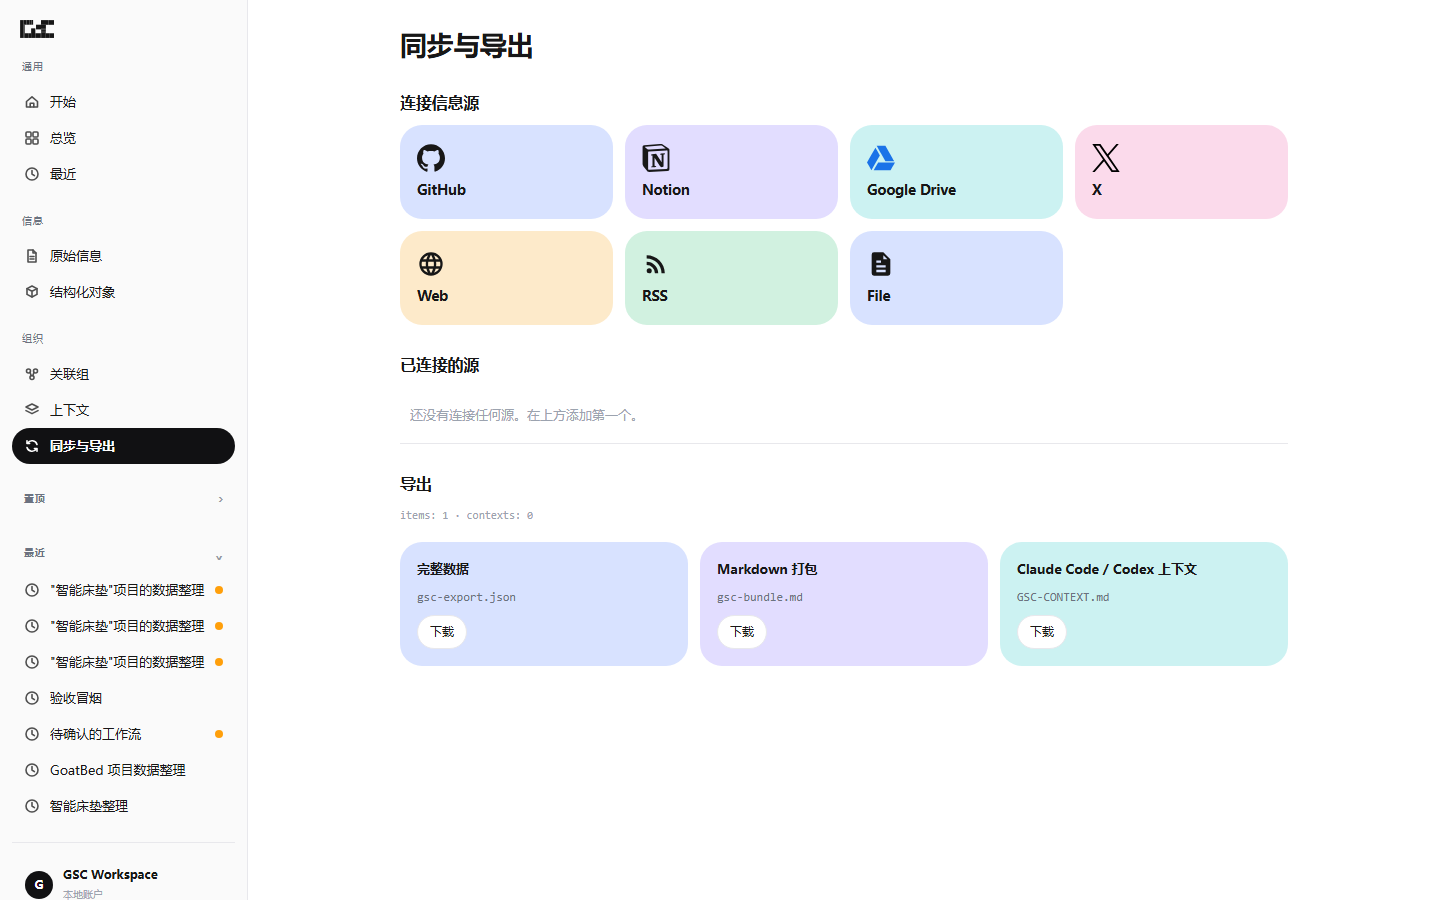 GSC
通用
开始
总览
最近
信息
原始信息
结构化对象
组织
关联组
上下文
同步与导出
置顶
最近
"智能床垫"项目的数据整理
"智能床垫"项目的数据整理
"智能床垫"项目的数据整理
验收冒烟
待确认的工作流
GoatBed 项目数据整理
智能床垫整理
G
GSC Workspace
本地账户
同步与导出
连接信息源
GitHub
Notion
Google Drive
X
Web
RSS
File
已连接的源
还没有连接任何源。在上方添加第一个。
导出
items: 1 · contexts: 0
完整数据
gsc-export.json
下载
Markdown 打包
gsc-bundle.md
下载
Claude Code / Codex 上下文
GSC-CONTEXT.md
下载